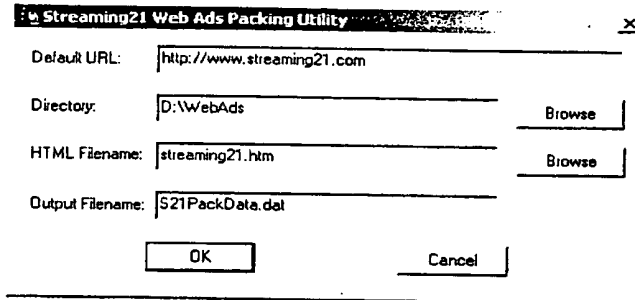 Streaming21 Web Ads Packing Utility
Default URL: http://www.streaming21.com
Directory: D:\WebAds Browse
HTML Filename: streaming21.htm Browse
Output Filename: S21PackData.dat
OK Cancel